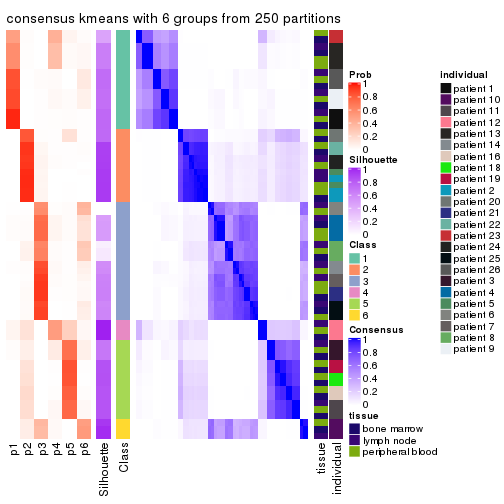 consensus kmeans with 6 groups from 250 partitions
Prob
1
0.8
0.6
0.4
0.2
0
Silhouette
1
0.8
0.6
0.4
0.2
0
Class
1
2
3
4
5
6
Consensus
1
0.8
0.6
0.4
0.2
0
tissue
bone marrow
lymph node
peripheral blood
individual
patient 1
patient 10
patient 11
patient 12
patient 13
patient 14
patient 16
patient 18
patient 19
patient 2
patient 20
patient 21
patient 22
patient 23
patient 24
patient 25
patient 26
patient 3
patient 4
patient 5
patient 6
patient 7
patient 8
patient 9
p1
p2
p3
p4
p5
p6
Silhouette
Class
tissue
individual